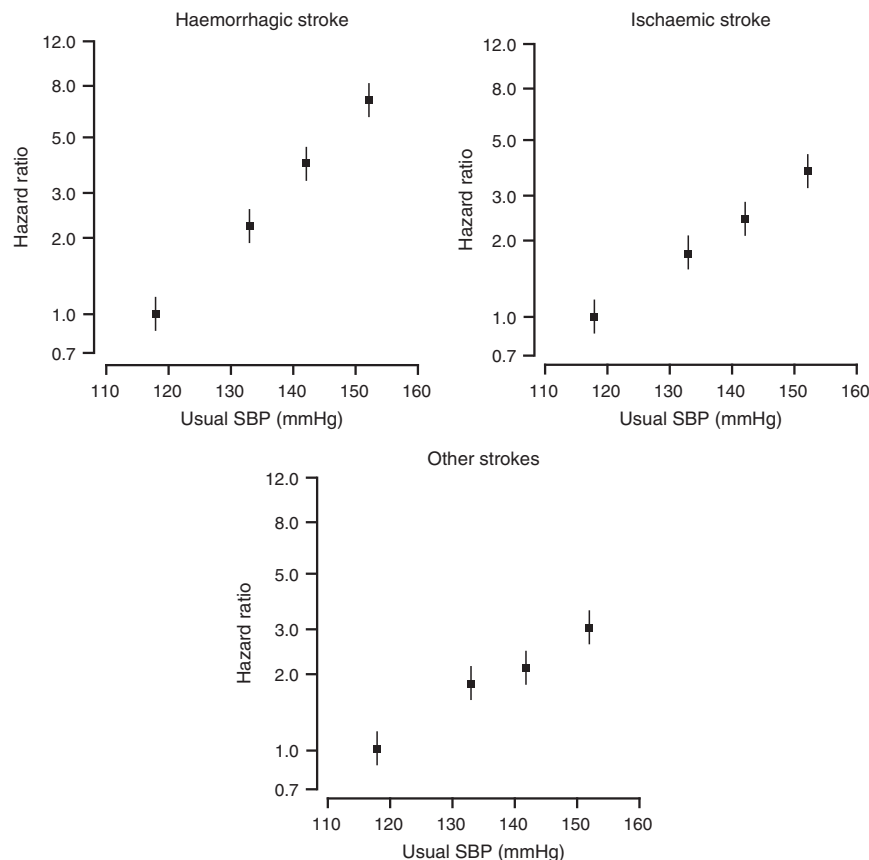 Haemorrhagic stroke
12.0
8.0
5.0
3.0
2.0
1.0
0.7
Hazard ratio
110 120 130 140 150 160
Usual SBP (mmHg)
Ischaemic stroke
12.0
8.0
5.0
3.0
2.0
1.0
0.7
Hazard ratio
110 120 130 140 150 160
Usual SBP (mmHg)
Other strokes
12.0
8.0
5.0
3.0
2.0
1.0
0.7
Hazard ratio
110 120 130 140 150 160
Usual SBP (mmHg)